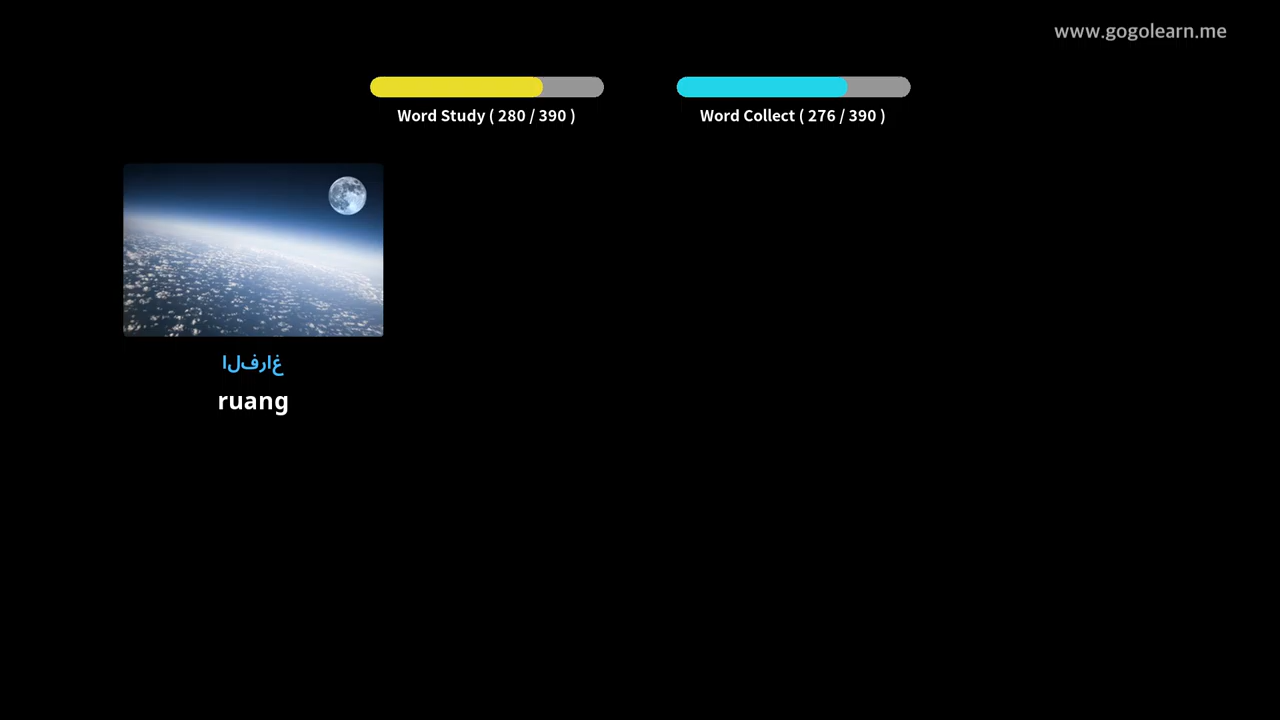 www.gogolearn.me
Word Study ( 280 / 390 )
Word Collect ( 276 / 390 )
الفراغ
ruang